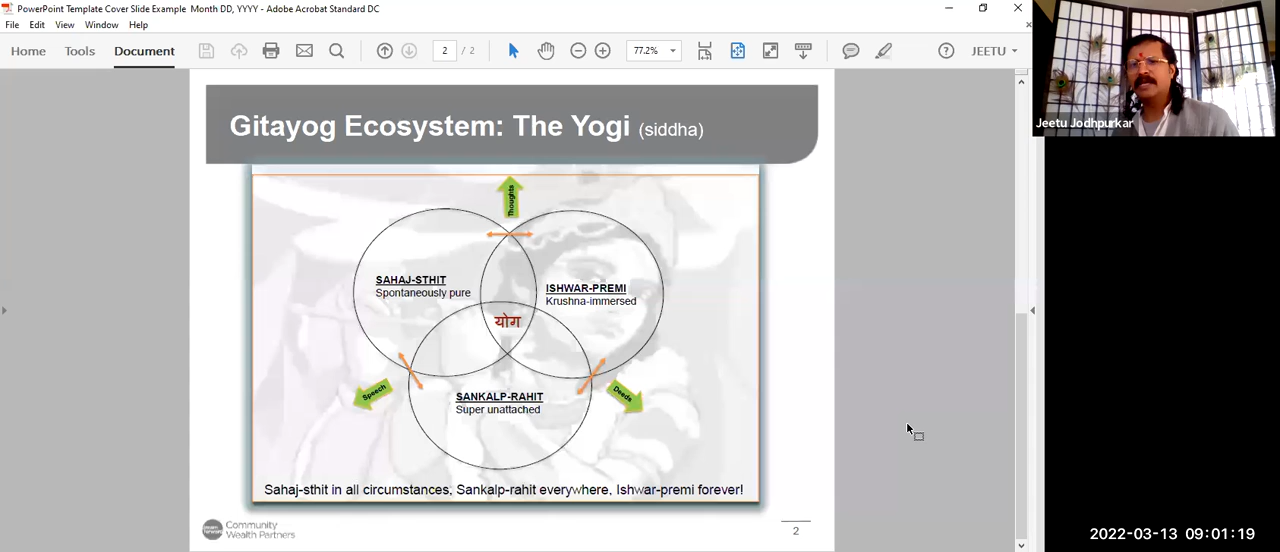 PowerPoint Template Cover Slide Example Month DD, YYYY - Adobe Acrobat Standard DC
File Edit View Window Help
Home Tools Document 2 / 2 77.2% JEETU
Jeetu Jodhpurkar
Gitayog Ecosystem: The Yogi (siddha)
Thoughts
SAHAJ-STHIT
Spontaneously pure
ISHWAR-PREMI
Krushna-immersed
योग
Speech
Deeds
SANKALP-RAHIT
Super unattached
Sahaj-sthit in all circumstances, Sankalp-rahit everywhere, Ishwar-premi forever!
Community
Wealth Partners
2
2022-03-13 09:01:19